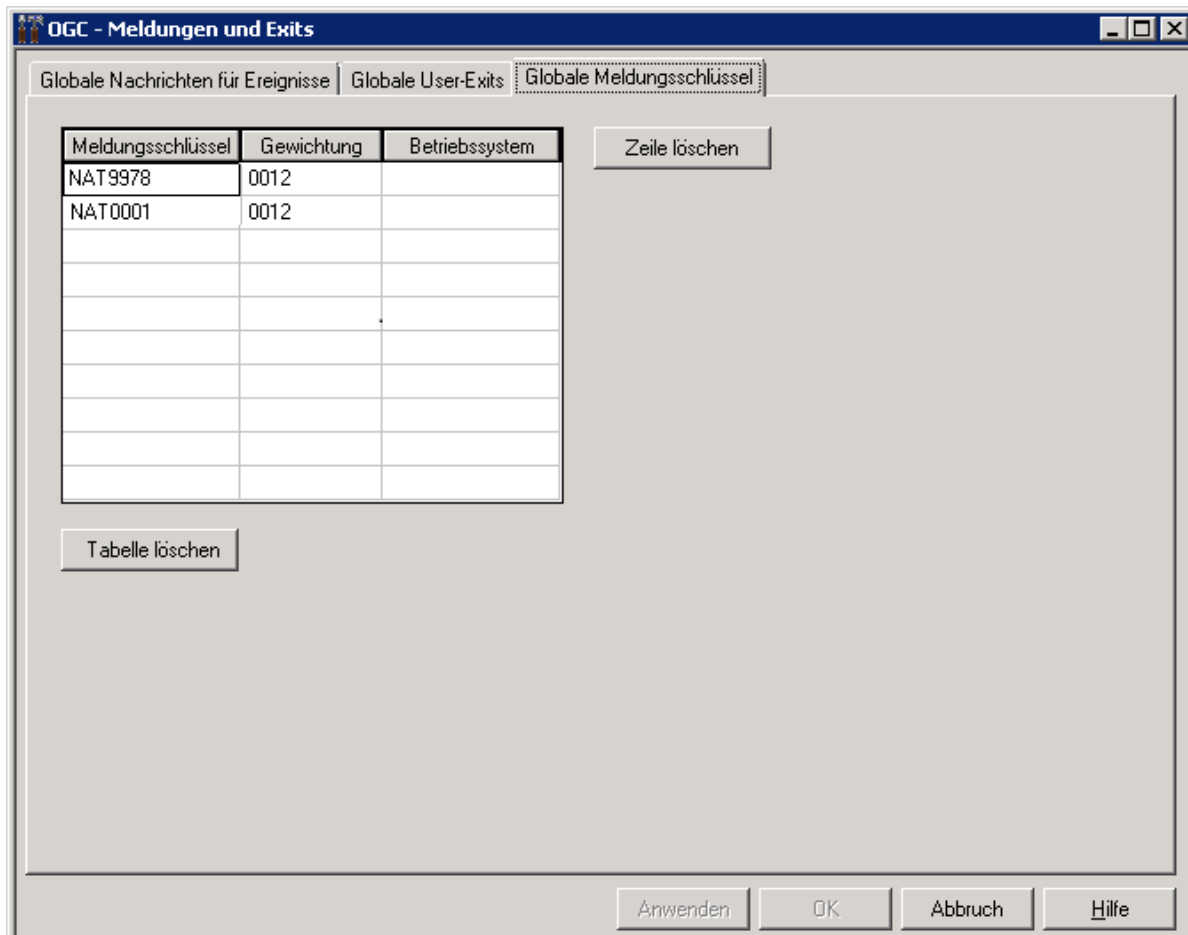 OGC - Meldungen und Exits
Globale Nachrichten für Ereignisse Globale User-Exits Globale Meldungsschlüssel
Meldungsschlüssel Gewichtung Betriebssystem Zeile löschen
NAT9978 0012
NAT0001 0012
Tabelle löschen
Anwenden OK Abbruch Hilfe